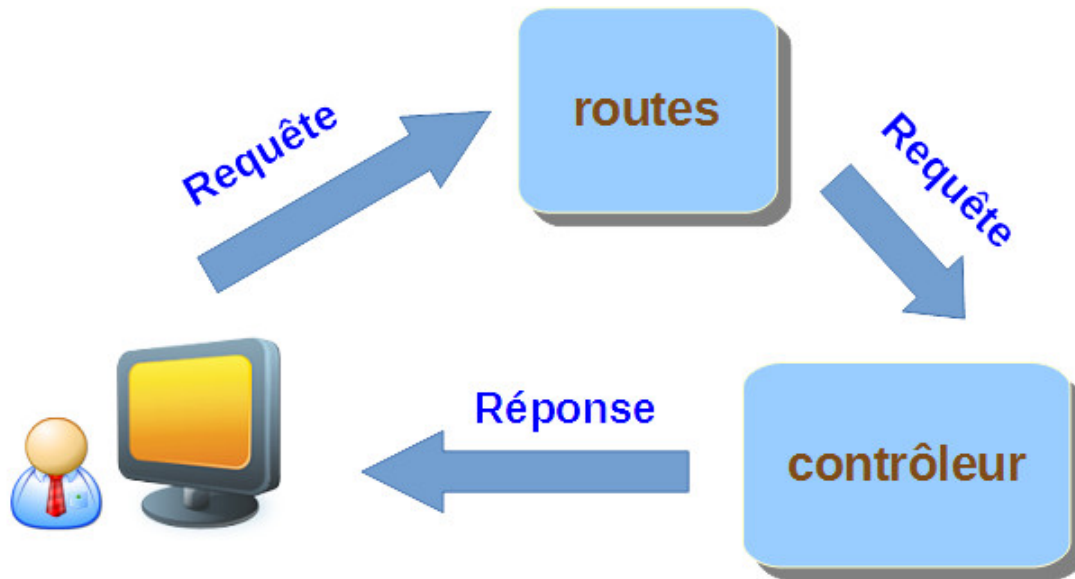 Requête
routes
Requête
Réponse
contrôleur